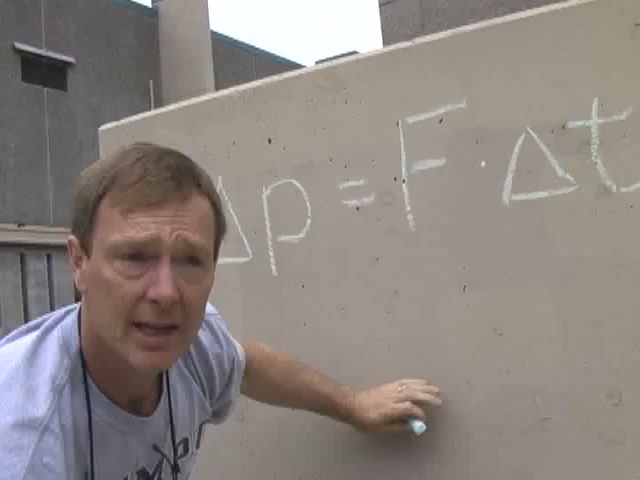 Δp = F · Δt